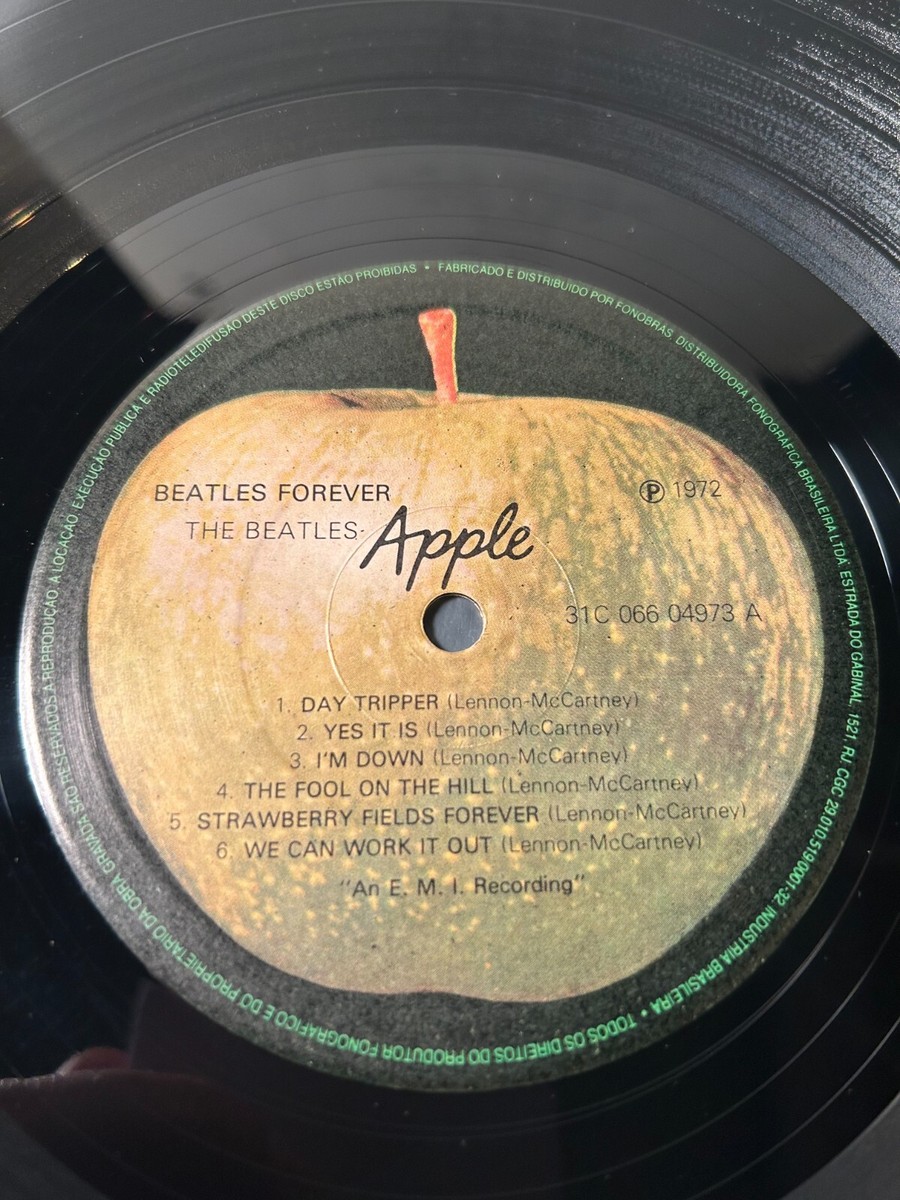 BEATLES FOREVER
THE BEATLES·
Apple
Ⓟ 1972
31C 066 04973 A
1. DAY TRIPPER (Lennon-McCartney)
2. YES IT IS (Lennon-McCartney)
3. I'M DOWN (Lennon-McCartney)
4. THE FOOL ON THE HILL (Lennon-McCartney)
5. STRAWBERRY FIELDS FOREVER (Lennon-McCartney)
6. WE CAN WORK IT OUT (Lennon-McCartney)
"An E. M. I. Recording"
FABRICADO E DISTRIBUIDO POR FONOBRAS. DISTRIBUIDORA FONOGRAFICA BRASILEIRA LTDA. ESTRADA DO GABINAL, 1521, RJ. CGC 29.010.519/0001-32 INDUSTRIA BRASILEIRA • TODOS OS DIREITOS DO PRODUTOR FONOGRAFICO E DO PROPRIETARIO DA OBRA GRAVADA SÃO RESERVADOS A REPRODUÇÃO · A LOCAÇÃO, EXECUÇÃO PUBLICA E RADIOTELEDIFUSÃO DESTE DISCO ESTÃO PROIBIDAS •